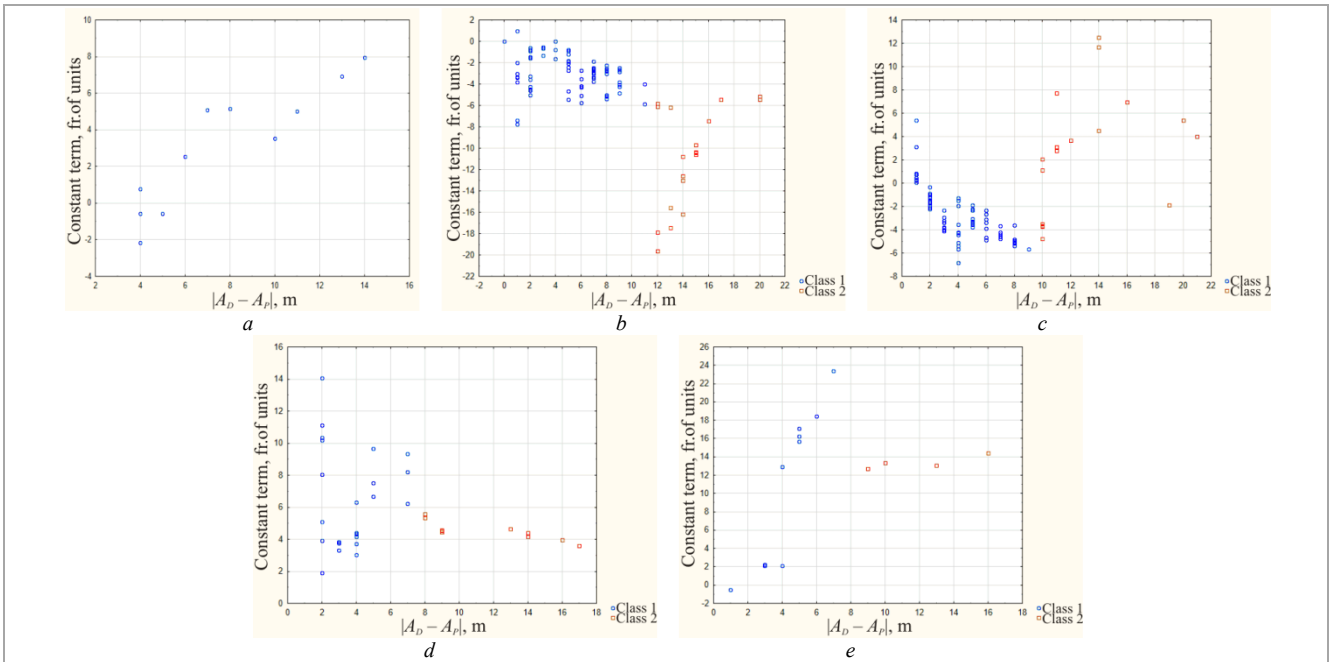 Constant term, fr.of units
10
8
6
4
2
0
-2
-4
2 4 6 8 10 12 14 16
|A_D − A_P|, m
a
Constant term, fr.of units
2
0
-2
-4
-6
-8
-10
-12
-14
-16
-18
-20
-22
0 2 4 6 8 10 12 14 16 18 20 22
|A_D − A_P|, m
Class 1
Class 2
b
Constant term, fr.of units
14
12
10
8
6
4
2
0
-2
-4
-6
-8
0 2 4 6 8 10 12 14 16 18 20 22
|A_D − A_P|, m
Class 1
Class 2
c
Constant term, fr.of units
16
14
12
10
8
6
4
2
0
0 2 4 6 8 10 12 14 16 18
|A_D − A_P|, m
Class 1
Class 2
d
Constant term, fr.of units
26
24
22
20
18
16
14
12
10
8
6
4
2
0
-2
0 2 4 6 8 10 12 14 16 18
|A_D − A_P|, m
Class 1
Class 2
e